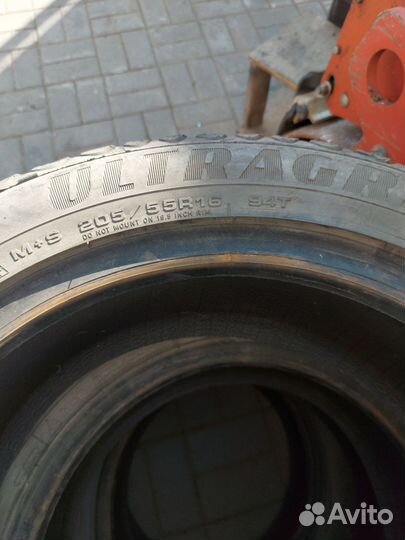 ULTRAGR
M+S 205/55R16 94T
DO NOT MOUNT ON 16.5 INCH RIM.
Avito